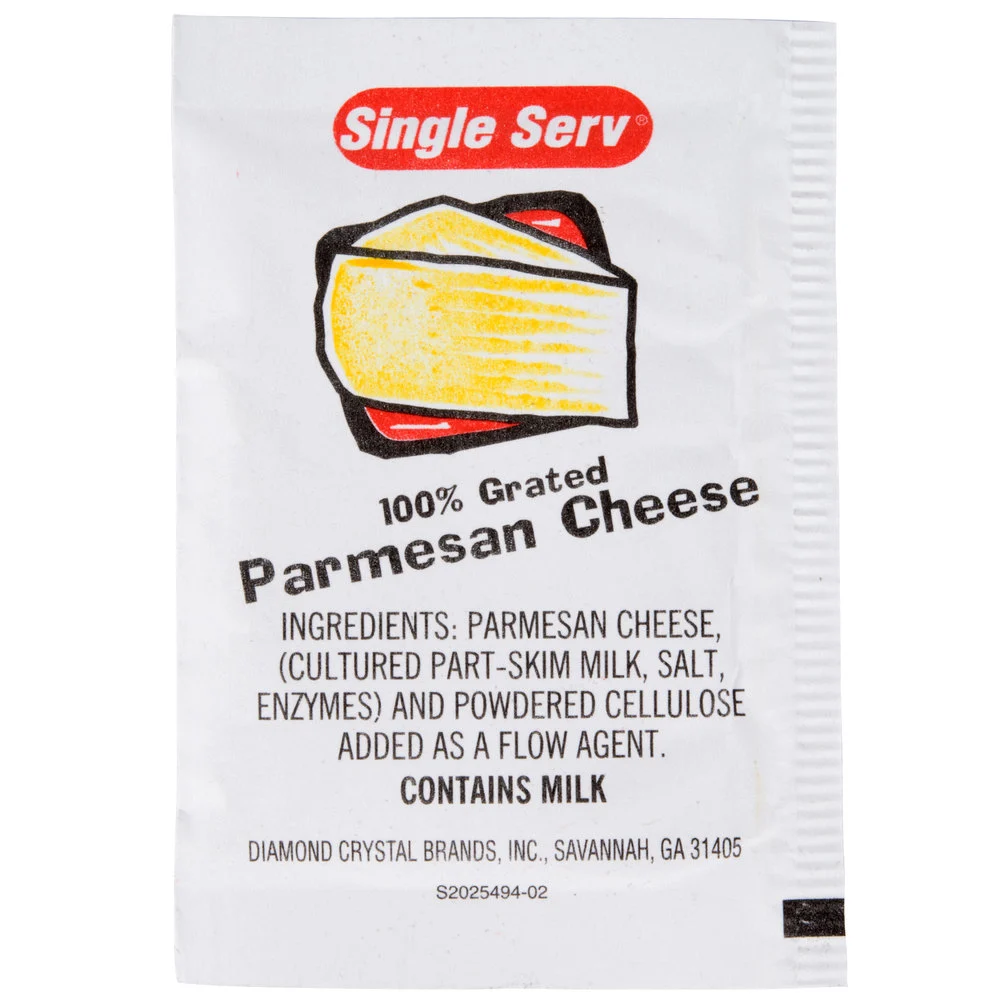 Single Serv®
100% Grated
Parmesan Cheese
INGREDIENTS: PARMESAN CHEESE,
(CULTURED PART-SKIM MILK, SALT,
ENZYMES) AND POWDERED CELLULOSE
ADDED AS A FLOW AGENT.
CONTAINS MILK
DIAMOND CRYSTAL BRANDS, INC., SAVANNAH, GA 31405
S2025494-02